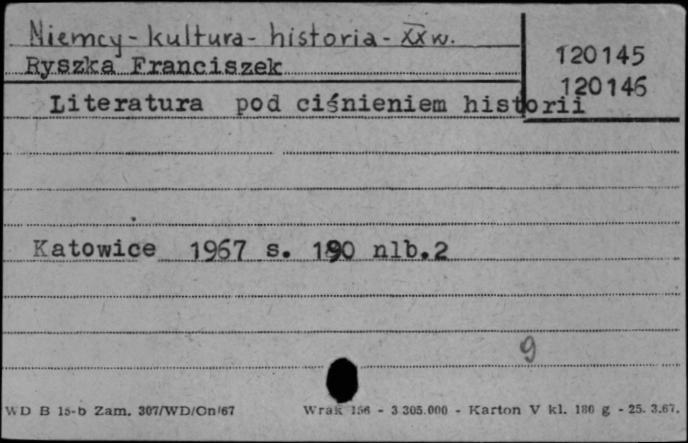 Niemcy - kultura - historia - XX w.
120145
Ryszka Franciszek
120146
Literatura pod ciśnieniem historii
Katowice 1967 s. 190 nlb.2
9
WD B 15-b Zam. 307/WD/Cn/67 Wrak 156 - 3 305.000 - Karton V kl. 180 g - 25. 3.67.